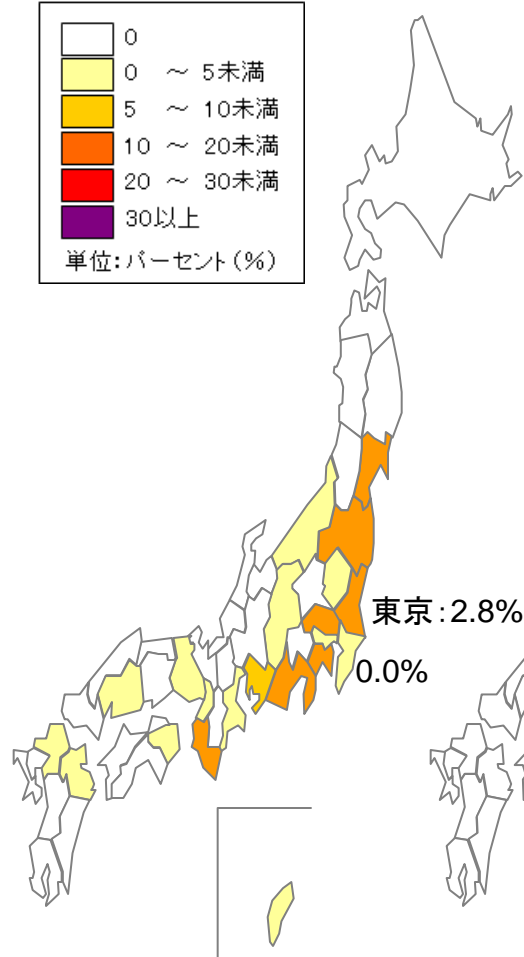 0
0 ～ 5未満
5 ～ 10未満
10 ～ 20未満
20 ～ 30未満
30以上
単位:パーセント(%)
東京:2.8%
0.0%